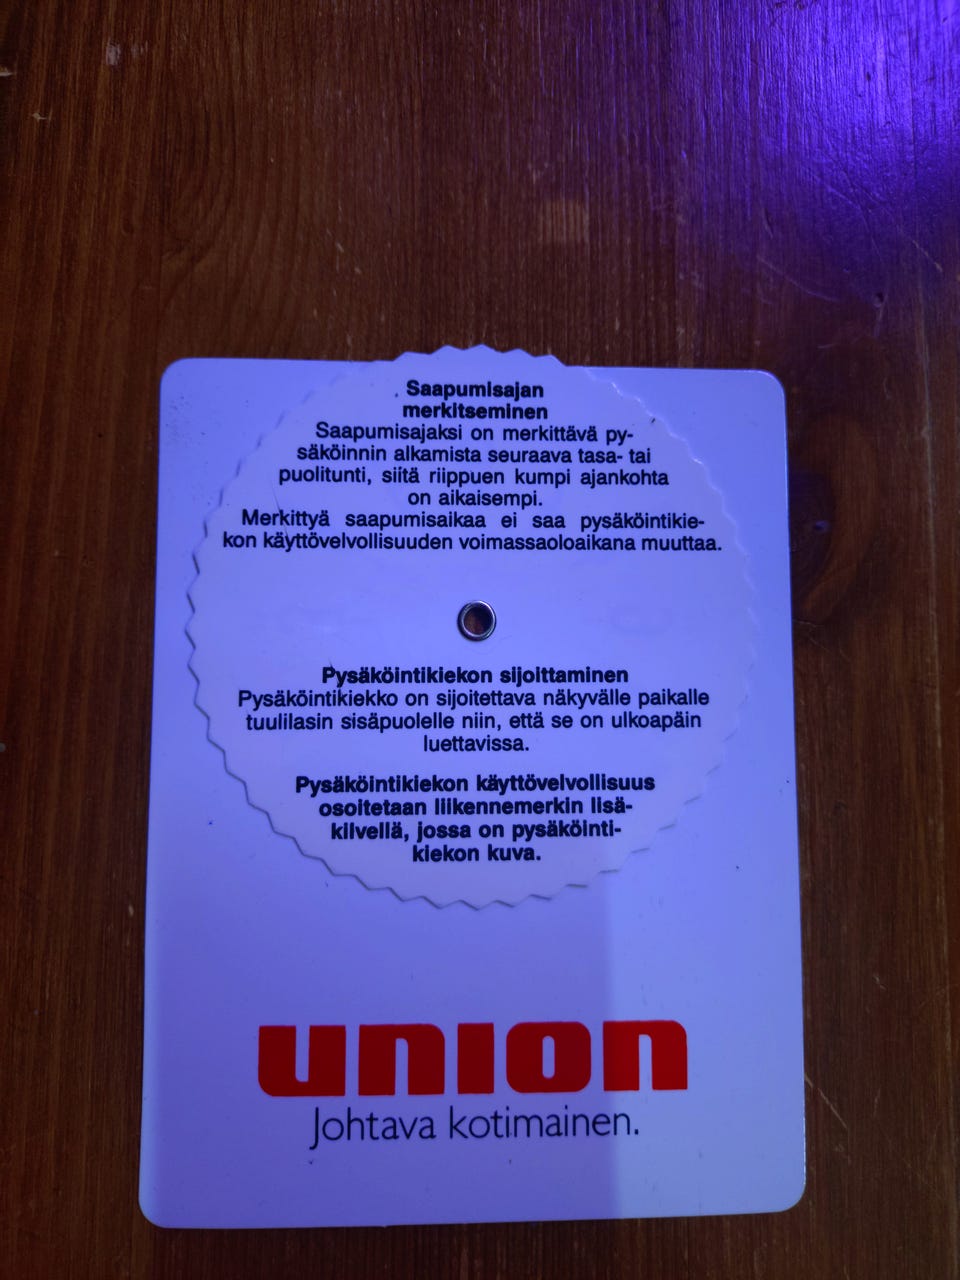 Saapumisajan
merkitseminen
Saapumisajaksi on merkittävä py-
säköinnin alkamista seuraava tasa- tai
puolitunti, siitä riippuen kumpi ajankohta
on aikaisempi.
Merkittyä saapumisaikaa ei saa pysäköintikie-
kon käyttövelvollisuuden voimassaoloaikana muuttaa.
Pysäköintikiekon sijoittaminen
Pysäköintikiekko on sijoitettava näkyvälle paikalle
tuulilasin sisäpuolelle niin, että se on ulkoapäin
luettavissa.
Pysäköintikiekon käyttövelvollisuus
osoitetaan liikennemerkin lisä-
kilvellä, jossa on pysäköinti-
kiekon kuva.
union
Johtava kotimainen.